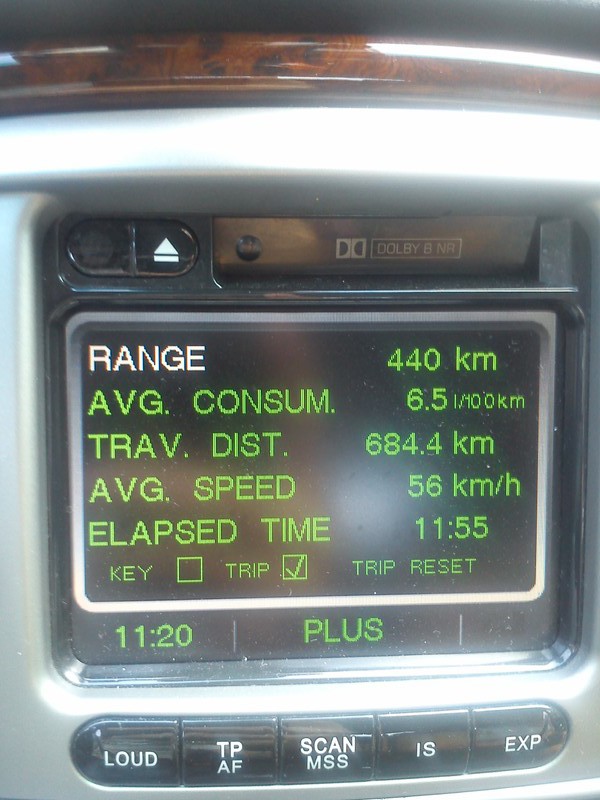 DOLBY B NR
RANGE 440 km
AVG. CONSUM. 6.5 l/100km
TRAV. DIST. 684.4 km
AVG. SPEED 56 km/h
ELAPSED TIME 11:55
KEY TRIP TRIP RESET
11:20 PLUS
LOUD TP AF SCAN MSS IS EXP